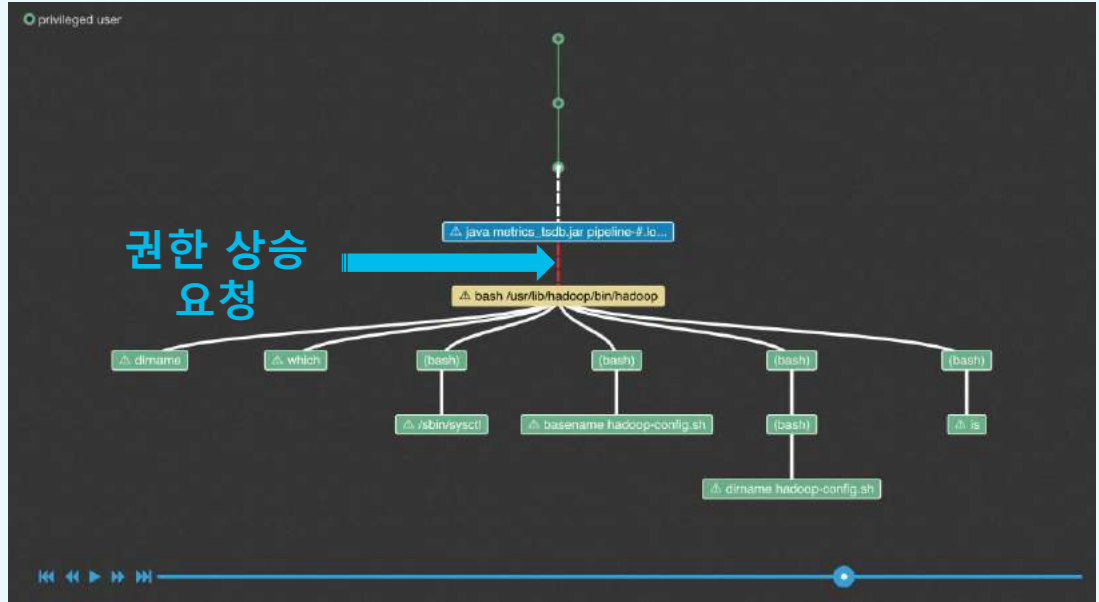 privileged user
⚠ java metrics_tsdb.jar pipeline-#.lo...
권한 상승
요청
⚠ bash /usr/lib/hadoop/bin/hadoop
⚠ dirname
⚠ which
(bash)
(bash)
(bash)
(bash)
⚠ /sbin/sysctl
⚠ basename hadoop-config.sh
(bash)
⚠ is
⚠ dirname hadoop-config.sh